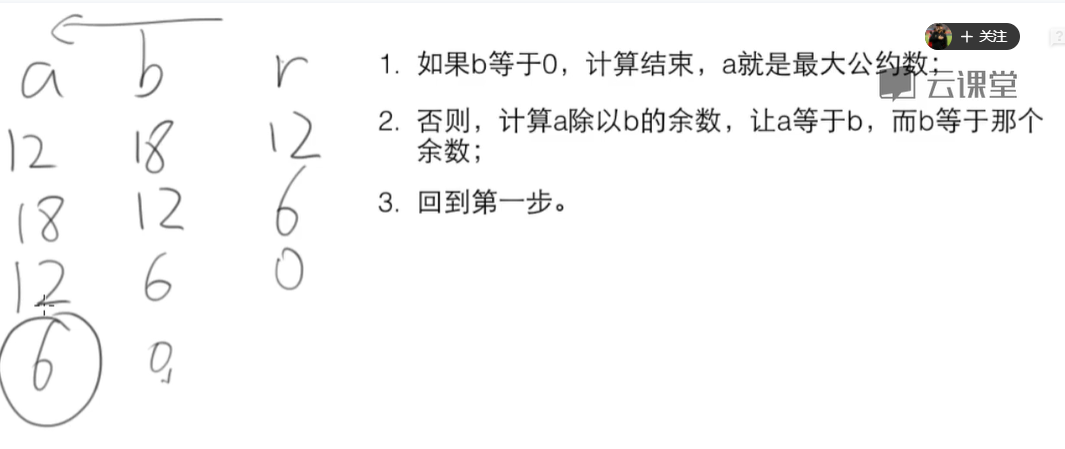 a b r
12 18 12
18 12 6
12 6 0
6 0
+ 关注
云课堂
1. 如果b等于0，计算结束，a就是最大公约数；
2. 否则，计算a除以b的余数，让a等于b，而b等于那个
余数；
3. 回到第一步。
?